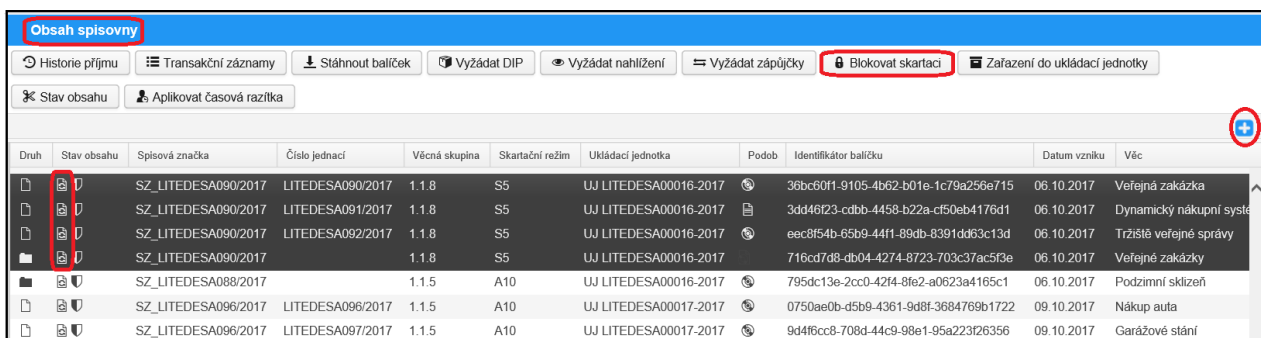 Obsah spisovny
Historie příjmu Transakční záznamy Stáhnout balíček Vyžádat DIP Vyžádat nahlížení Vyžádat zápůjčky Blokovat skartaci Zařazení do ukládací jednotky
Stav obsahu Aplikovat časová razítka
Druh Stav obsahu Spisová značka Číslo jednací Věcná skupina Skartační režim Ukládací jednotka Podob Identifikátor balíčku Datum vzniku Věc
SZ_LITEDESA090/2017 LITEDESA090/2017 1.1.8 S5 UJ LITEDESA00016-2017 36bc60f1-9105-4b62-b01e-1c79a256e715 06.10.2017 Veřejná zakázka
SZ_LITEDESA090/2017 LITEDESA091/2017 1.1.8 S5 UJ LITEDESA00016-2017 3dd46f23-cdbb-4458-b22a-cf50eb4176d1 06.10.2017 Dynamický nákupní systé
SZ_LITEDESA090/2017 LITEDESA092/2017 1.1.8 S5 UJ LITEDESA00016-2017 eec8f54b-65b9-44f1-89db-8391dd63c13d 06.10.2017 Tržiště veřejné správy
SZ_LITEDESA090/2017 1.1.8 S5 UJ LITEDESA00016-2017 716cd7d8-db04-4274-8723-703c37ac5f3e 06.10.2017 Veřejné zakázky
SZ_LITEDESA088/2017 1.1.5 A10 UJ LITEDESA00016-2017 795dc13e-2cc0-42f4-8fe2-a0623a4165c1 06.10.2017 Podzimní sklizeň
SZ_LITEDESA096/2017 LITEDESA096/2017 1.1.5 A10 UJ LITEDESA00017-2017 0750ae0b-d5b9-4361-9d8f-3684769b1722 09.10.2017 Nákup auta
SZ_LITEDESA096/2017 LITEDESA097/2017 1.1.5 A10 UJ LITEDESA00017-2017 9d4f6cc8-708d-44c9-98e1-95a223f26356 09.10.2017 Garážové stání